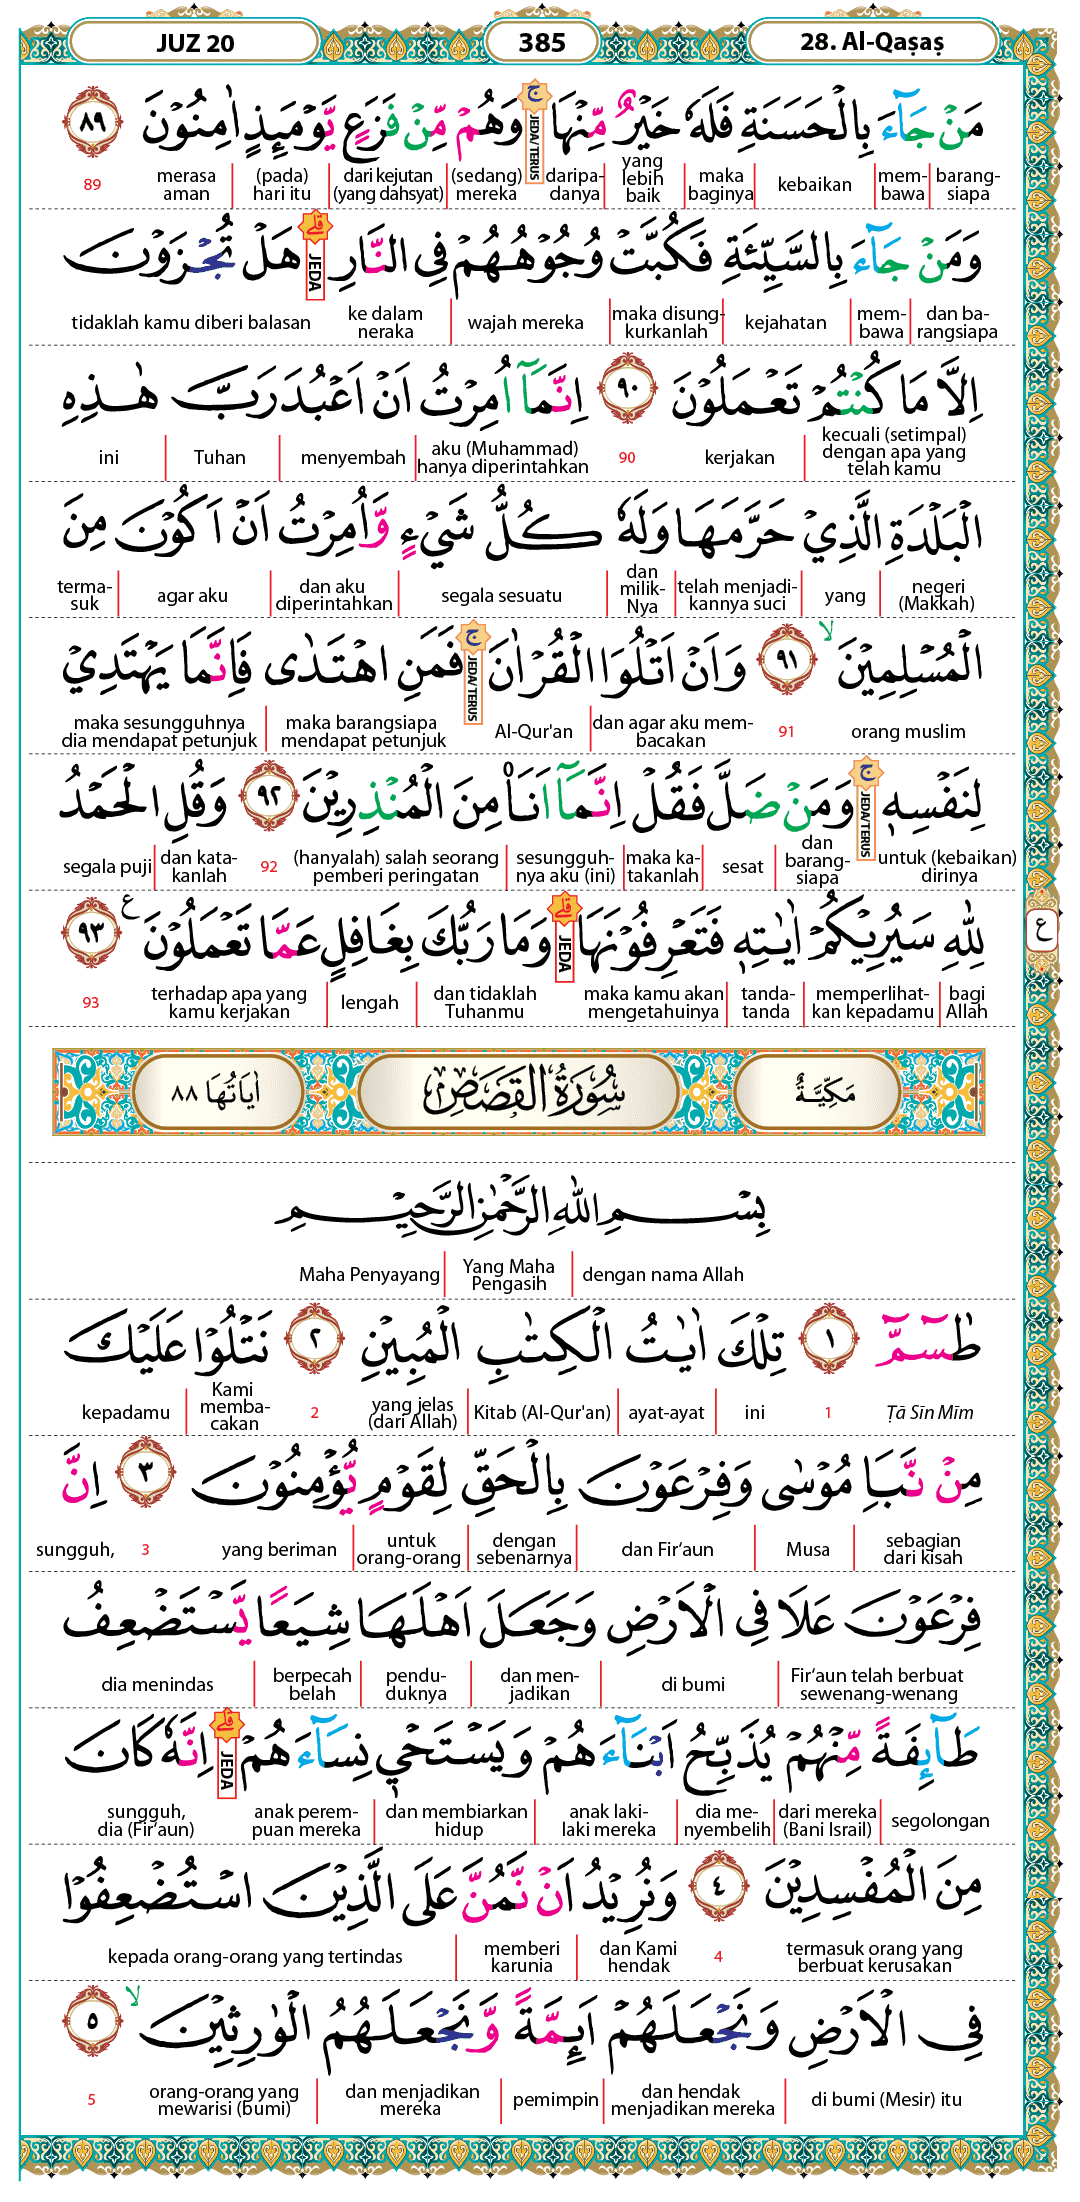 JUZ 20 385 28. Al-Qaṣaṣ
مَنْ جَاۤءَ بِالْحَسَنَةِ فَلَهٗ خَيْرٌ مِّنْهَا ۚ وَهُمْ مِّنْ فَزَعٍ يَّوْمَىِٕذٍ اٰمِنُوْنَ ٨٩
barang-siapa mem-bawa kebaikan maka baginya yang lebih baik daripa-danya JEDA/TERUS (sedang) mereka dari kejutan (yang dahsyat) (pada) hari itu merasa aman 89
وَمَنْ جَاۤءَ بِالسَّيِّئَةِ فَكُبَّتْ وُجُوْهُهُمْ فِى النَّارِ ۗ هَلْ تُجْزَوْنَ
dan ba-rangsiapa mem-bawa kejahatan maka disung-kurkanlah wajah mereka ke dalam neraka JEDA tidaklah kamu diberi balasan
اِلَّا مَا كُنْتُمْ تَعْمَلُوْنَ ٩٠ اِنَّمَآ اُمِرْتُ اَنْ اَعْبُدَ رَبَّ هٰذِهِ
kecuali (setimpal) dengan apa yang telah kamu kerjakan 90 aku (Muhammad) hanya diperintahkan menyembah Tuhan ini
الْبَلْدَةِ الَّذِيْ حَرَّمَهَا وَلَهٗ كُلُّ شَيْءٍ وَّاُمِرْتُ اَنْ اَكُوْنَ مِنَ
negeri (Makkah) yang telah menjadi-kannya suci dan milik-Nya segala sesuatu dan aku diperintahkan agar aku terma-suk
الْمُسْلِمِيْنَ ۙ ٩١ وَاَنْ اَتْلُوَا الْقُرْاٰنَ ۚ فَمَنِ اهْتَدٰى فَاِنَّمَا يَهْتَدِيْ
orang muslim 91 dan agar aku mem-bacakan Al-Qur'an JEDA/TERUS maka barangsiapa mendapat petunjuk maka sesungguhnya dia mendapat petunjuk
لِنَفْسِهٖ ۚ وَمَنْ ضَلَّ فَقُلْ اِنَّمَآ اَنَا۠ مِنَ الْمُنْذِرِيْنَ ٩٢ وَقُلِ الْحَمْدُ
untuk (kebaikan) dirinya JEDA/TERUS dan barang-siapa sesat maka ka-takanlah sesungguh-nya aku (ini) (hanyalah) salah seorang pemberi peringatan 92 dan kata-kanlah segala puji
لِلّٰهِ سَيُرِيْكُمْ اٰيٰتِهٖ فَتَعْرِفُوْنَهَا ۗ وَمَا رَبُّكَ بِغَافِلٍ عَمَّا تَعْمَلُوْنَ ع ٩٣
bagi Allah memperlihat-kan kepadamu tanda-tanda maka kamu akan mengetahuinya JEDA dan tidaklah Tuhanmu lengah terhadap apa yang kamu kerjakan 93
ع
مَكِّيَّةٌ سُوْرَةُ الْقَصَصِ اٰيَاتُهَا ٨٨
بِسْمِ اللّٰهِ الرَّحْمٰنِ الرَّحِيْمِ
dengan nama Allah Yang Maha Pengasih Maha Penyayang
طٰسۤمّۤ ١ تِلْكَ اٰيٰتُ الْكِتٰبِ الْمُبِيْنِ ٢ نَتْلُوْا عَلَيْكَ
Ṭā Sīn Mīm 1 ini ayat-ayat Kitab (Al-Qur'an) yang jelas (dari Allah) 2 Kami memba-cakan kepadamu
مِنْ نَّبَاِ مُوْسٰى وَفِرْعَوْنَ بِالْحَقِّ لِقَوْمٍ يُّؤْمِنُوْنَ ٣ اِنَّ
sebagian dari kisah Musa dan Fir‘aun dengan sebenarnya untuk orang-orang yang beriman 3 sungguh,
فِرْعَوْنَ عَلَا فِى الْاَرْضِ وَجَعَلَ اَهْلَهَا شِيَعًا يَّسْتَضْعِفُ
Fir‘aun telah berbuat sewenang-wenang di bumi dan men-jadikan pendu-duknya berpecah belah dia menindas
طَاۤىِٕفَةً مِّنْهُمْ يُذَبِّحُ اَبْنَاۤءَهُمْ وَيَسْتَحْيٖ نِسَاۤءَهُمْ ۗ اِنَّهٗ كَانَ
segolongan dari mereka (Bani Israil) dia me-nyembelih anak laki-laki mereka dan membiarkan hidup anak perem-puan mereka JEDA sungguh, dia (Fir‘aun)
مِنَ الْمُفْسِدِيْنَ ٤ وَنُرِيْدُ اَنْ نَّمُنَّ عَلَى الَّذِيْنَ اسْتُضْعِفُوْا
termasuk orang yang berbuat kerusakan 4 dan Kami hendak memberi karunia kepada orang-orang yang tertindas
فِى الْاَرْضِ وَنَجْعَلَهُمْ اَىِٕمَّةً وَّنَجْعَلَهُمُ الْوٰرِثِيْنَ ۙ ٥
di bumi (Mesir) itu dan hendak menjadikan mereka pemimpin dan menjadikan mereka orang-orang yang mewarisi (bumi) 5